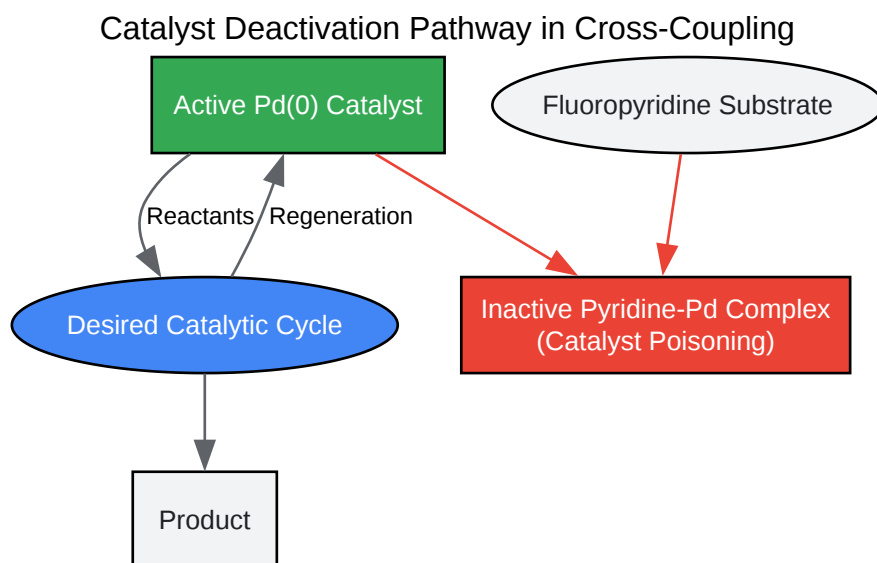 Catalyst Deactivation Pathway in Cross-Coupling
Active Pd(0) Catalyst
Fluoropyridine Substrate
Reactants
Regeneration
Desired Catalytic Cycle
Inactive Pyridine-Pd Complex
(Catalyst Poisoning)
Product